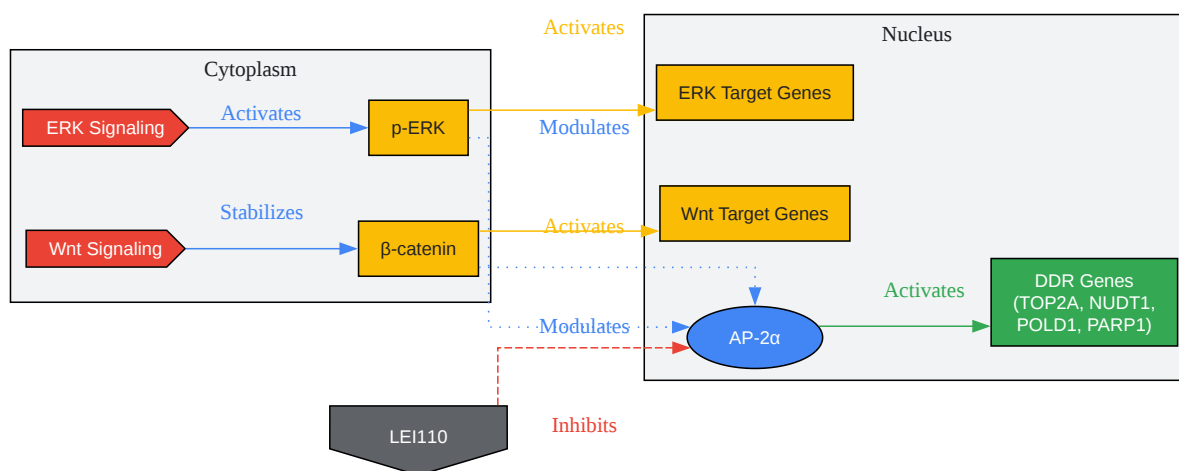 Activates
Nucleus
Cytoplasm
ERK Signaling
Activates
p-ERK
Modulates
ERK Target Genes
Wnt Signaling
Stabilizes
β-catenin
Activates
Wnt Target Genes
Modulates
AP-2α
Activates
DDR Genes
(TOP2A, NUDT1,
POLD1, PARP1)
LEI110
Inhibits